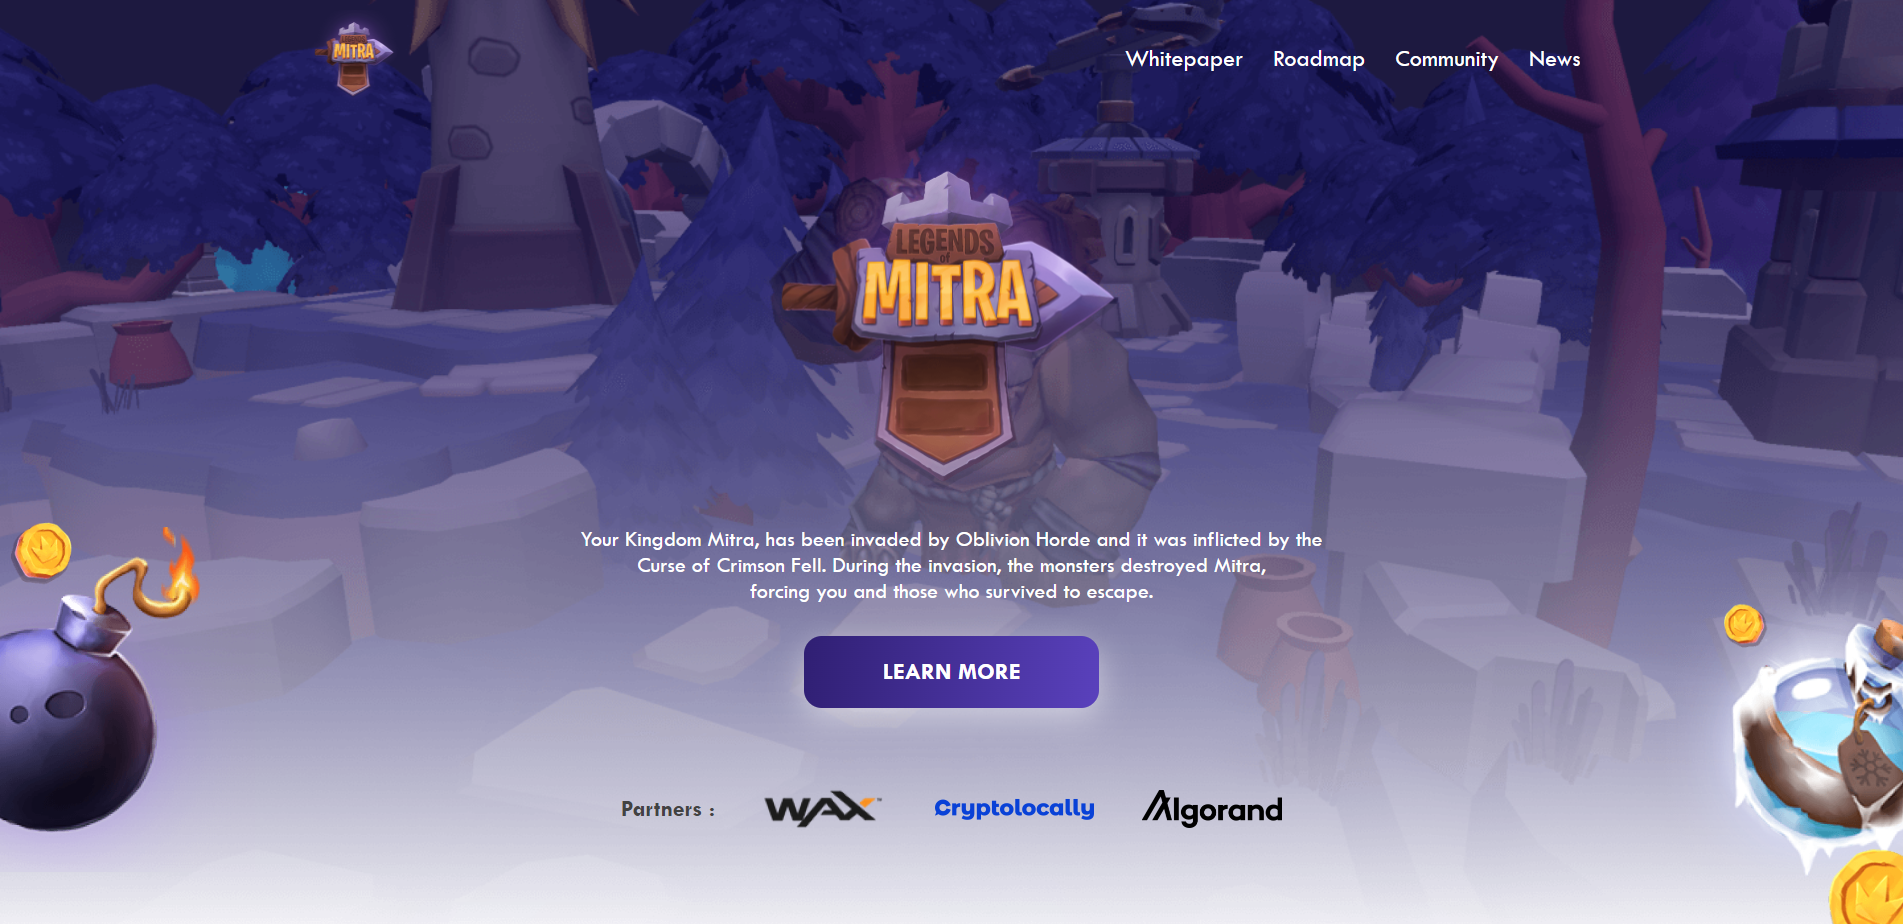 MITRA
Whitepaper Roadmap Community News
LEGENDS
of
MITRA
Your Kingdom Mitra, has been invaded by Oblivion Horde and it was inflicted by the
Curse of Crimson Fell. During the invasion, the monsters destroyed Mitra,
forcing you and those who survived to escape.
LEARN MORE
Partners : WAX™ Cryptolocally Algorand